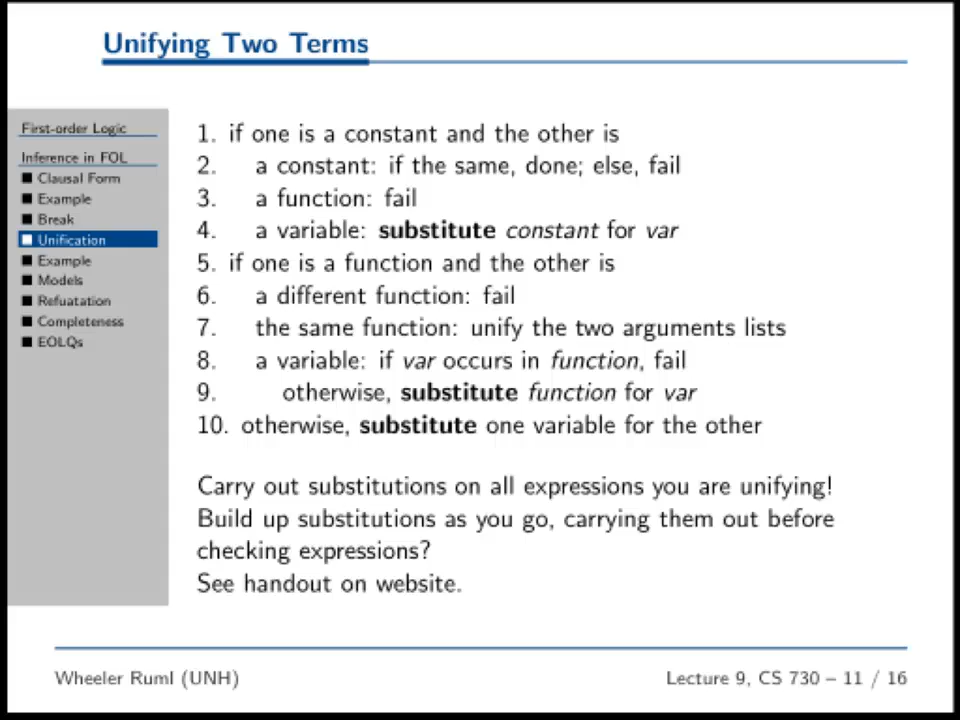 Unifying Two Terms
First-order Logic
Inference in FOL
Clausal Form
Example
Break
Unification
Example
Models
Refuatation
Completeness
EOLQs
1. if one is a constant and the other is
2. a constant: if the same, done; else, fail
3. a function: fail
4. a variable: substitute constant for var
5. if one is a function and the other is
6. a different function: fail
7. the same function: unify the two arguments lists
8. a variable: if var occurs in function, fail
9. otherwise, substitute function for var
10. otherwise, substitute one variable for the other
Carry out substitutions on all expressions you are unifying!
Build up substitutions as you go, carrying them out before
checking expressions?
See handout on website.
Wheeler Ruml (UNH)
Lecture 9, CS 730 – 11 / 16